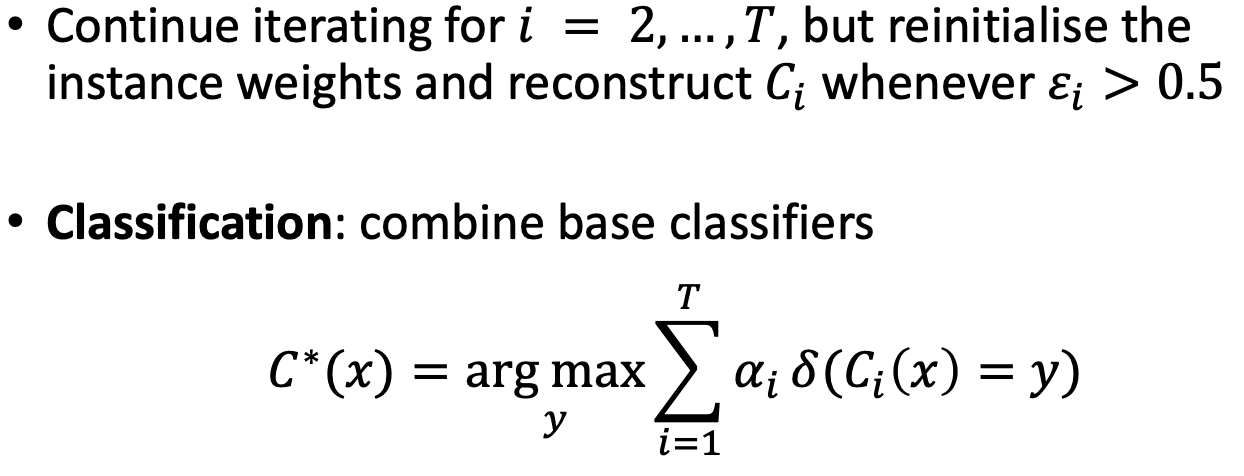 • Continue iterating for i = 2, … , T, but reinitialise the
instance weights and reconstruct Cᵢ whenever εᵢ > 0.5
• Classification: combine base classifiers
C*(x) = arg max_y ∑_{i=1}^{T} αᵢ δ(Cᵢ(x) = y)